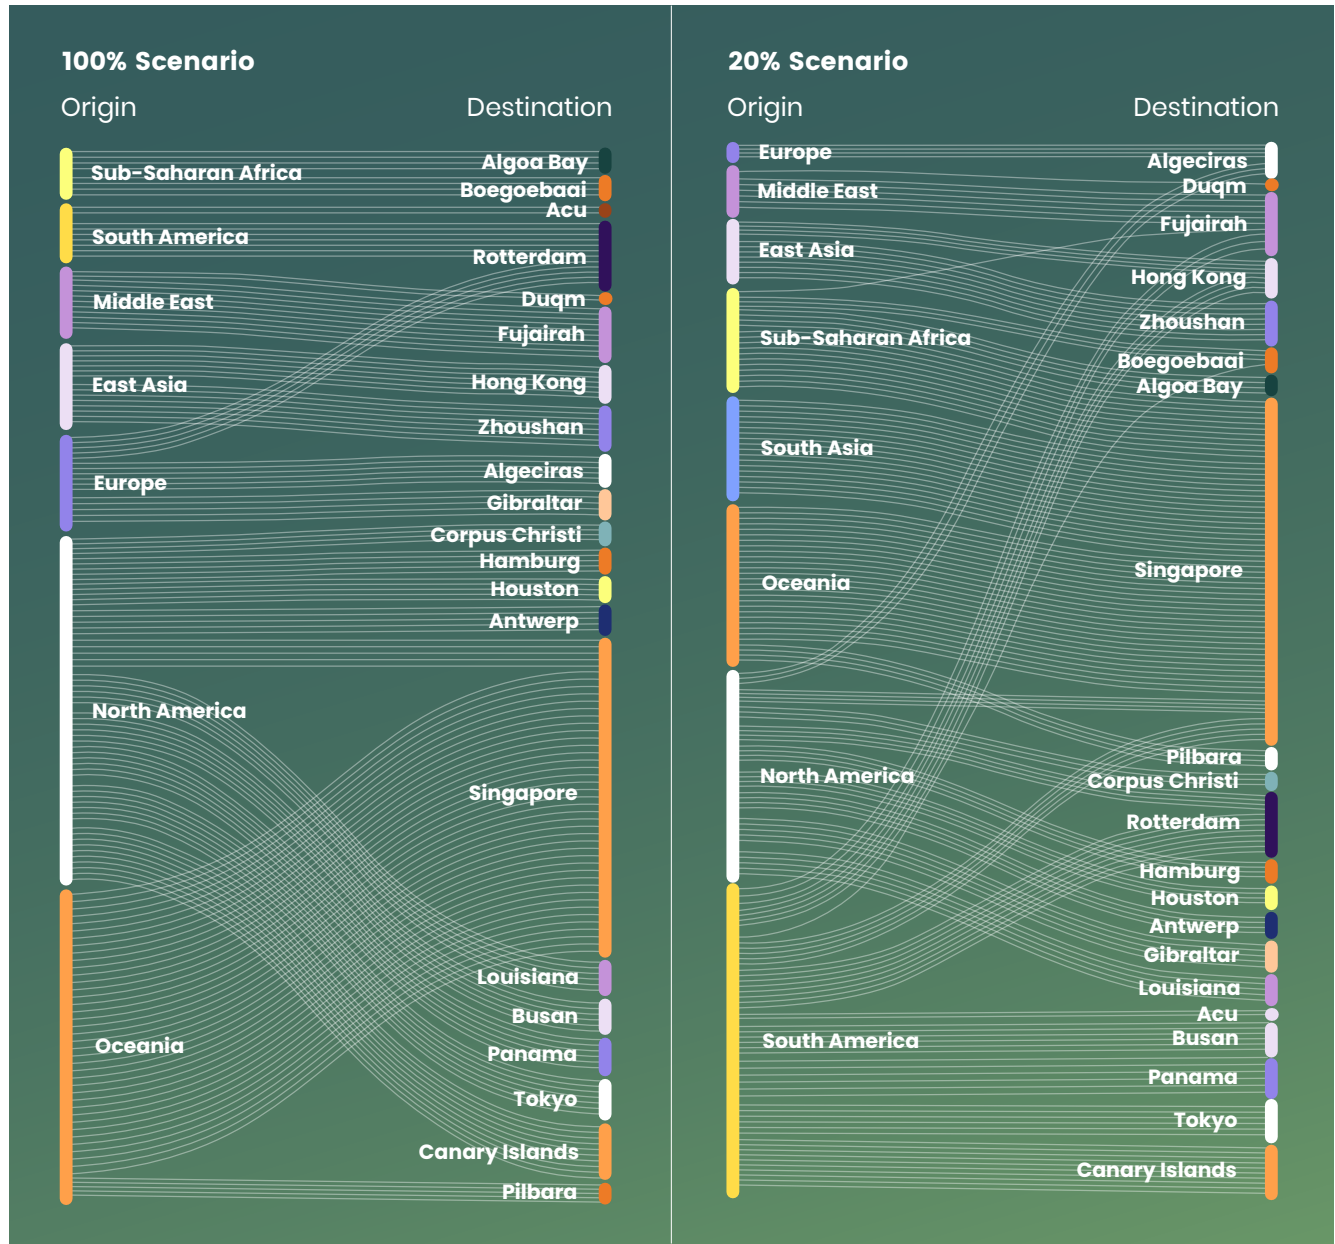 100% Scenario
Origin
Destination
Sub-Saharan Africa
South America
Middle East
East Asia
Europe
North America
Oceania
Algoa Bay
Boegoebaai
Acu
Rotterdam
Duqm
Fujairah
Hong Kong
Zhoushan
Algeciras
Gibraltar
Corpus Christi
Hamburg
Houston
Antwerp
Singapore
Louisiana
Busan
Panama
Tokyo
Canary Islands
Pilbara
20% Scenario
Origin
Destination
Europe
Middle East
East Asia
Sub-Saharan Africa
South Asia
Oceania
North America
South America
Algeciras
Duqm
Fujairah
Hong Kong
Zhoushan
Boegoebaai
Algoa Bay
Singapore
Pilbara
Corpus Christi
Rotterdam
Hamburg
Houston
Antwerp
Gibraltar
Louisiana
Acu
Busan
Panama
Tokyo
Canary Islands